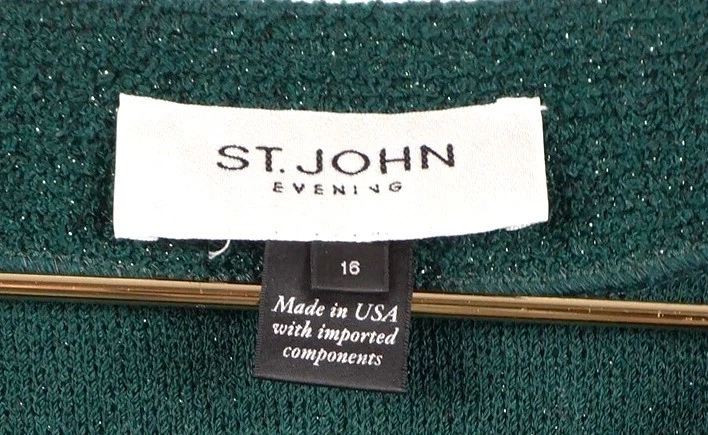 ST. JOHN
EVENING
16
Made in USA
with imported
components